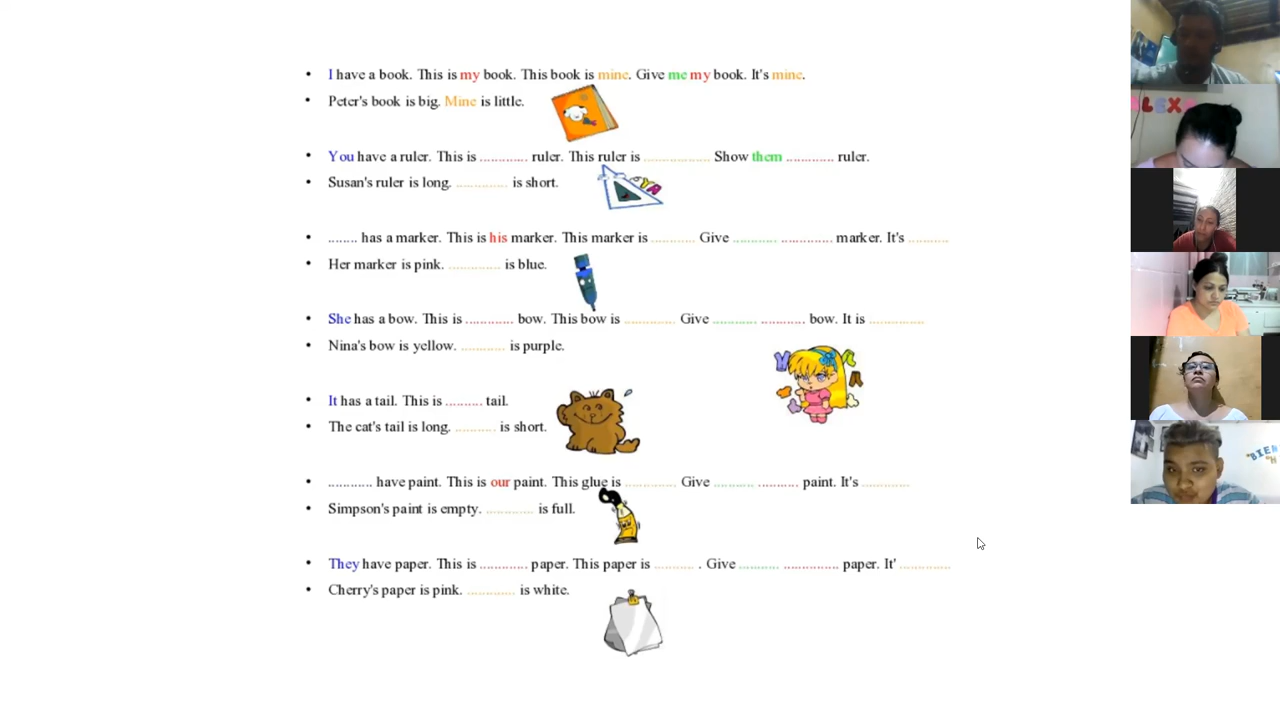 • I have a book. This is my book. This book is mine. Give me my book. It's mine.
• Peter's book is big. Mine is little.
• You have a ruler. This is ............ ruler. This ruler is ................ Show them ............ ruler.
• Susan's ruler is long. ............. is short.
• ........ has a marker. This is his marker. This marker is ........... Give ........... ............. marker. It's ..........
• Her marker is pink. ............. is blue.
• She has a bow. This is ............ bow. This bow is ............. Give ........... ........... bow. It is ..............
• Nina's bow is yellow. ........... is purple.
• It has a tail. This is ......... tail.
• The cat's tail is long. .......... is short.
• ........... have paint. This is our paint. This glue is ............. Give ........... .......... paint. It's ............
• Simpson's paint is empty. ............ is full.
• They have paper. This is ............ paper. This paper is .......... . Give .......... .............. paper. It' .............
• Cherry's paper is pink. ............ is white.